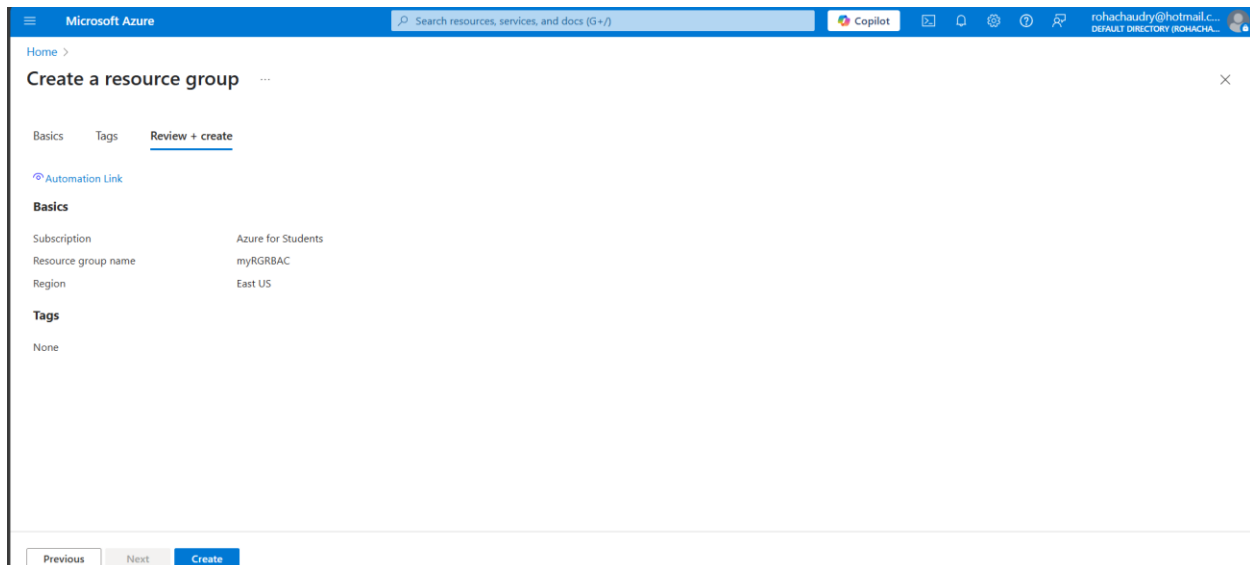 Microsoft Azure
Search resources, services, and docs (G+/)
Copilot
rohachaudry@hotmail.c...
DEFAULT DIRECTORY (ROHACHA...
Home >
Create a resource group ...
Basics Tags Review + create
Automation Link
Basics
Subscription Azure for Students
Resource group name myRGRBAC
Region East US
Tags
None
Previous Next Create